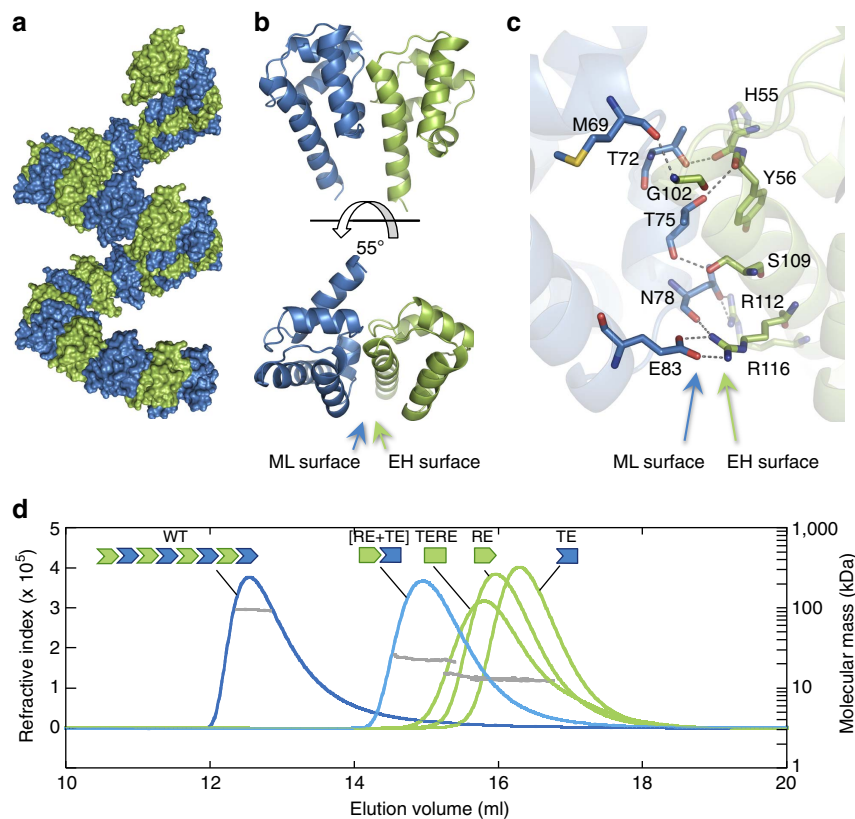 a
b
c
55°
ML surface
EH surface
M69
H55
T72
G102
Y56
T75
S109
N78
R112
E83
R116
ML surface
EH surface
d
WT
[RE+TE]
TERE
RE
TE
5
4
3
2
1
0
Refractive index (x 10⁵)
1,000
100
10
1
Molecular mass (kDa)
10
12
14
16
18
20
Elution volume (ml)